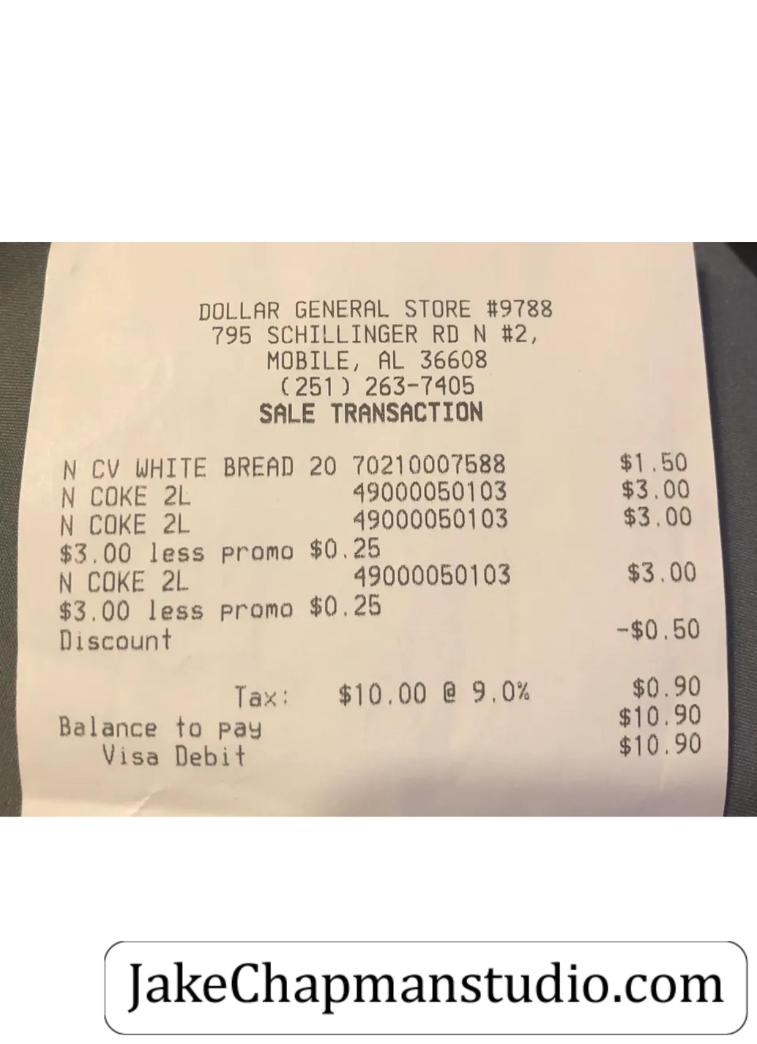 DOLLAR GENERAL STORE #9788
795 SCHILLINGER RD N #2,
MOBILE, AL 36608
(251) 263-7405
SALE TRANSACTION
N CV WHITE BREAD 20 70210007588 $1.50
N COKE 2L 49000050103 $3.00
N COKE 2L 49000050103 $3.00
$3.00 less promo $0.25
N COKE 2L 49000050103 $3.00
$3.00 less promo $0.25
Discount -$0.50
Tax: $10.00 @ 9.0% $0.90
Balance to pay $10.90
Visa Debit $10.90
JakeChapmanstudio.com